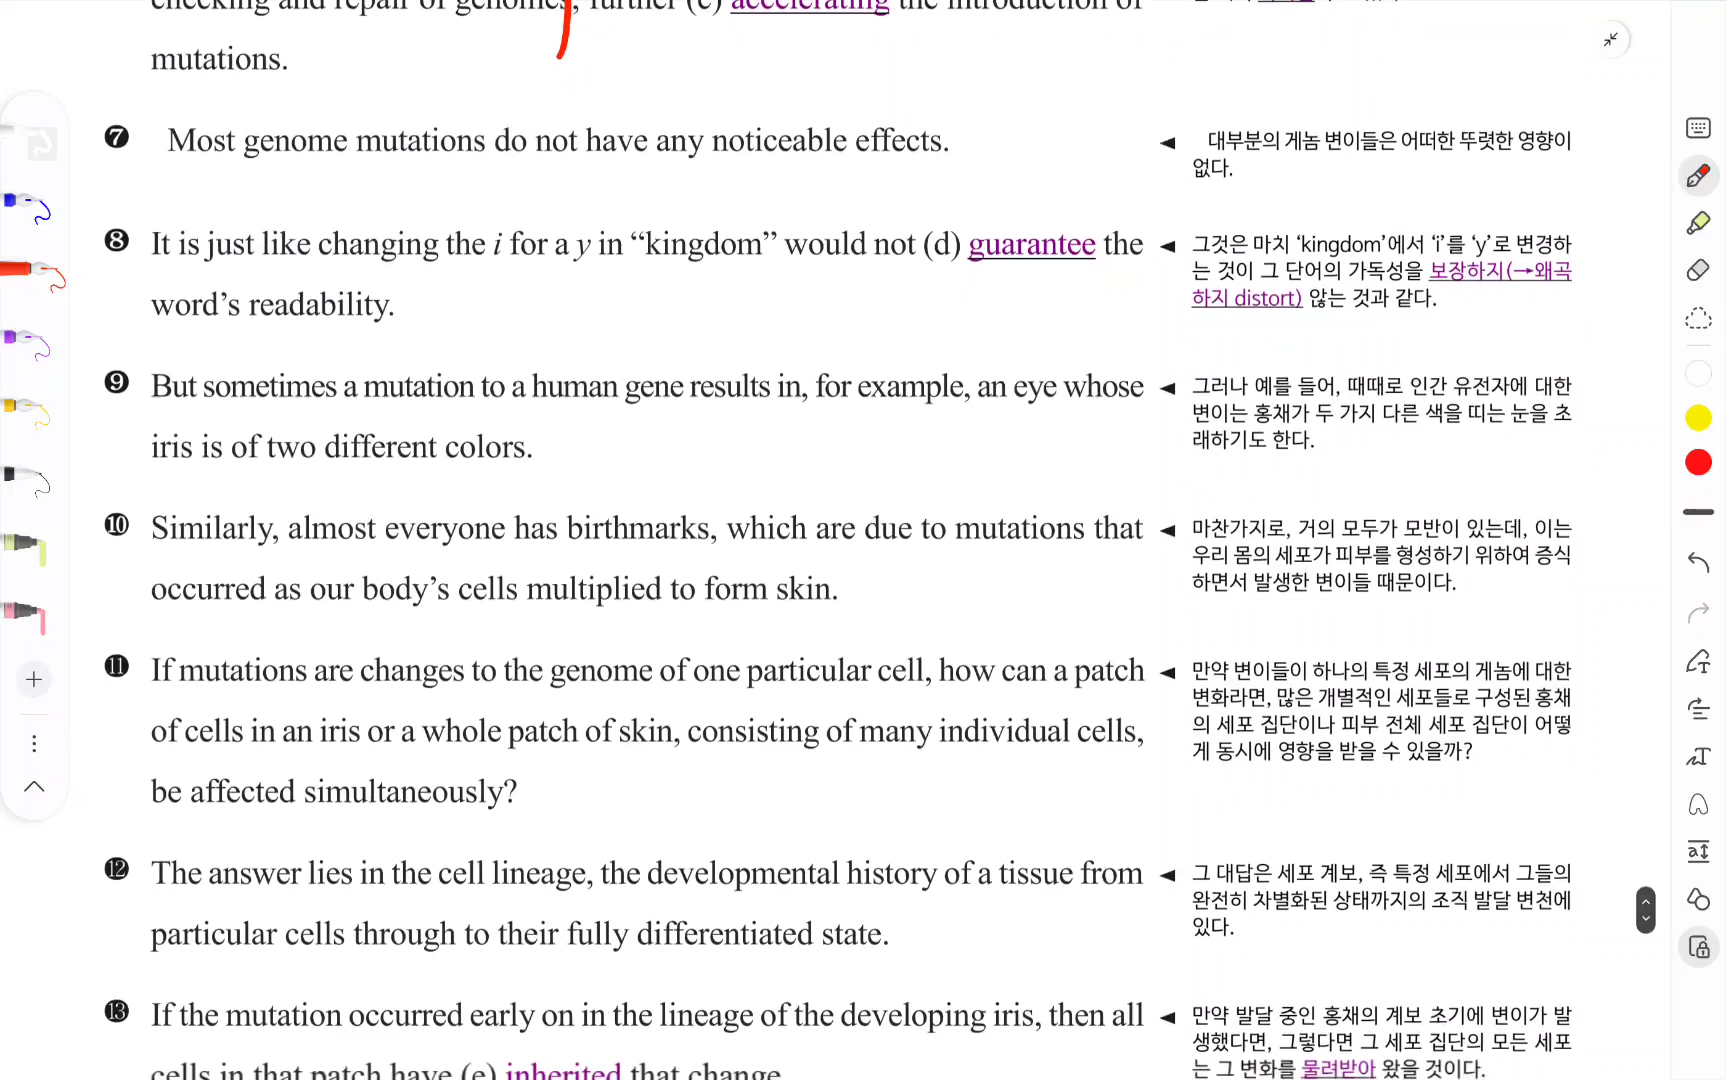 checking and repair of genomes, further (c) accelerating the introduction of
mutations.
❼ Most genome mutations do not have any noticeable effects.
◀ 대부분의 게놈 변이들은 어떠한 뚜렷한 영향이
없다.
❽ It is just like changing the i for a y in “kingdom” would not (d) guarantee the
word’s readability.
◀ 그것은 마치 ‘kingdom’에서 ‘i’를 ‘y’로 변경하
는 것이 그 단어의 가독성을 보장하지(→왜곡
하지 distort) 않는 것과 같다.
❾ But sometimes a mutation to a human gene results in, for example, an eye whose
iris is of two different colors.
◀ 그러나 예를 들어, 때때로 인간 유전자에 대한
변이는 홍채가 두 가지 다른 색을 띠는 눈을 초
래하기도 한다.
❿ Similarly, almost everyone has birthmarks, which are due to mutations that
occurred as our body’s cells multiplied to form skin.
◀ 마찬가지로, 거의 모두가 모반이 있는데, 이는
우리 몸의 세포가 피부를 형성하기 위하여 증식
하면서 발생한 변이들 때문이다.
⓫ If mutations are changes to the genome of one particular cell, how can a patch
of cells in an iris or a whole patch of skin, consisting of many individual cells,
be affected simultaneously?
◀ 만약 변이들이 하나의 특정 세포의 게놈에 대한
변화라면, 많은 개별적인 세포들로 구성된 홍채
의 세포 집단이나 피부 전체 세포 집단이 어떻
게 동시에 영향을 받을 수 있을까?
⓬ The answer lies in the cell lineage, the developmental history of a tissue from
particular cells through to their fully differentiated state.
◀ 그 대답은 세포 계보, 즉 특정 세포에서 그들의
완전히 차별화된 상태까지의 조직 발달 변천에
있다.
⓭ If the mutation occurred early on in the lineage of the developing iris, then all
cells in that patch have (e) inherited that change.
◀ 만약 발달 중인 홍채의 계보 초기에 변이가 발
생했다면, 그렇다면 그 세포 집단의 모든 세포
는 그 변화를 물려받아 왔을 것이다.